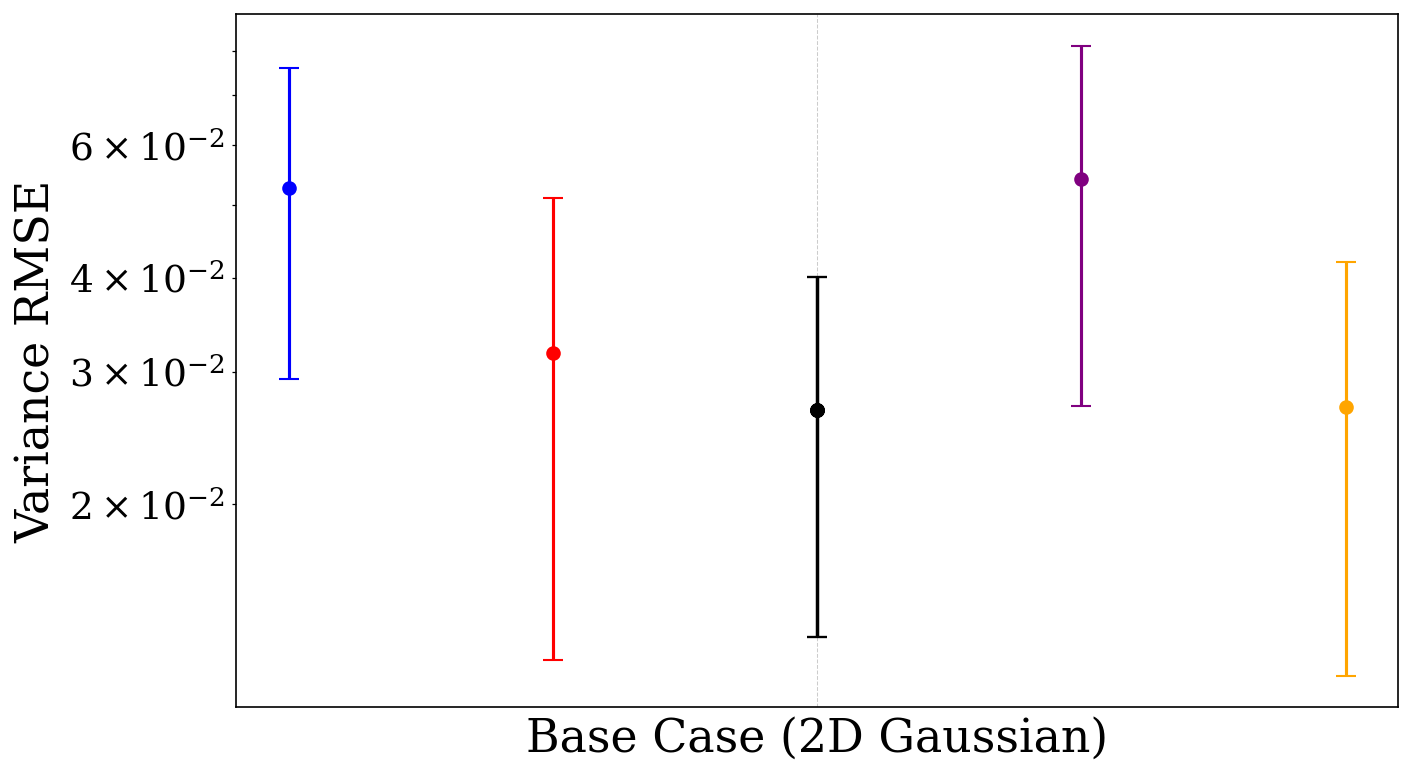 Variance RMSE
6 × 10⁻²
4 × 10⁻²
3 × 10⁻²
2 × 10⁻²
Base Case (2D Gaussian)